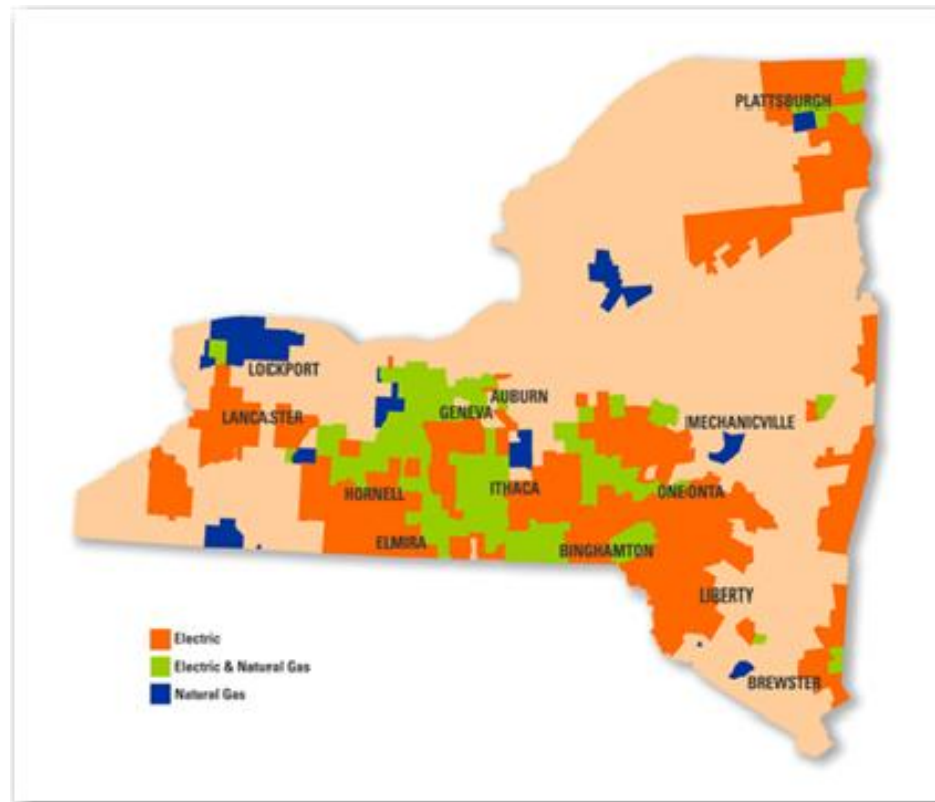 PLATTSBURGH
LOCKPORT
AUBURN
LANCASTER
GENEVA
MECHANICVILLE
HORNELL
ITHACA
ONEONTA
ELMIRA
BINGHAMTON
LIBERTY
Electric
Electric & Natural Gas
BREWSTER
Natural Gas